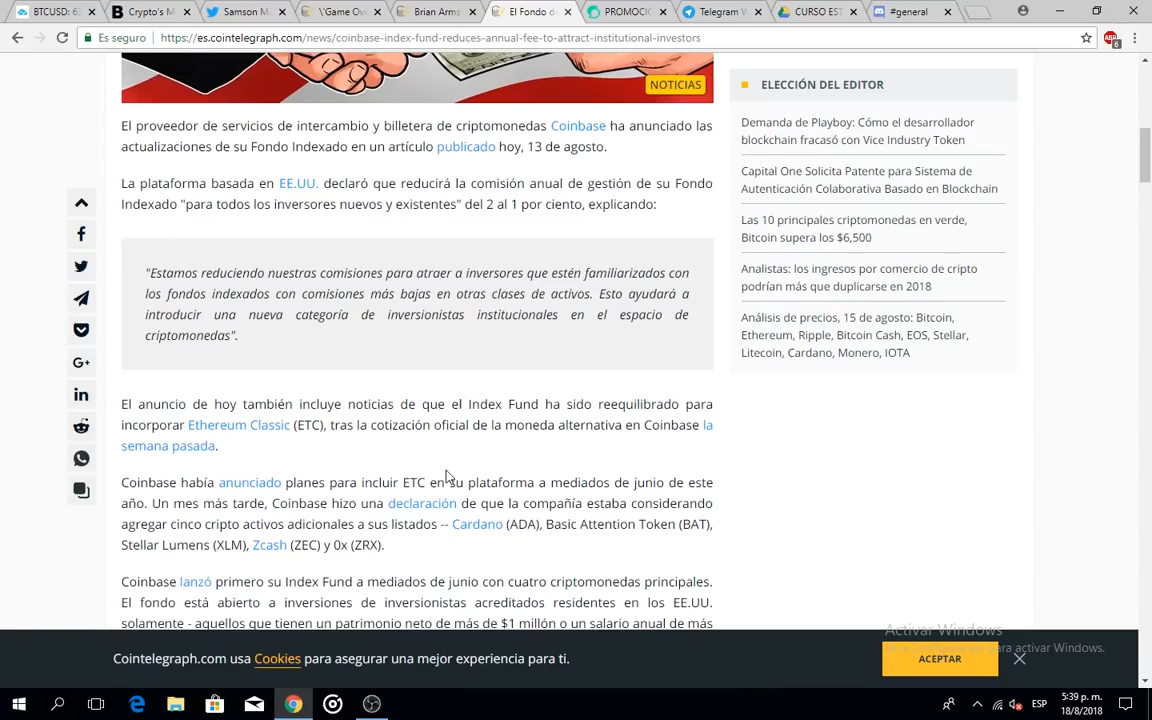 BTCUSD: 6
Crypto's M
Samson M
\'Game Ov
Brian Arms
El Fondo de
PROMOCIO
Telegram W
CURSO EST
#general
Es seguro
https://es.cointelegraph.com/news/coinbase-index-fund-reduces-annual-fee-to-attract-institutional-investors
6
NOTICIAS
El proveedor de servicios de intercambio y billetera de criptomonedas Coinbase ha anunciado las
actualizaciones de su Fondo Indexado en un artículo publicado hoy, 13 de agosto.
La plataforma basada en EE.UU. declaró que reducirá la comisión anual de gestión de su Fondo
Indexado "para todos los inversores nuevos y existentes" del 2 al 1 por ciento, explicando:
"Estamos reduciendo nuestras comisiones para atraer a inversores que estén familiarizados con
los fondos indexados con comisiones más bajas en otras clases de activos. Esto ayudará a
introducir una nueva categoría de inversionistas institucionales en el espacio de
criptomonedas".
El anuncio de hoy también incluye noticias de que el Index Fund ha sido reequilibrado para
incorporar Ethereum Classic (ETC), tras la cotización oficial de la moneda alternativa en Coinbase la
semana pasada.
Coinbase había anunciado planes para incluir ETC en su plataforma a mediados de junio de este
año. Un mes más tarde, Coinbase hizo una declaración de que la compañía estaba considerando
agregar cinco cripto activos adicionales a sus listados -- Cardano (ADA), Basic Attention Token (BAT),
Stellar Lumens (XLM), Zcash (ZEC) y 0x (ZRX).
Coinbase lanzó primero su Index Fund a mediados de junio con cuatro criptomonedas principales.
El fondo está abierto a inversiones de inversionistas acreditados residentes en los EE.UU.
solamente - aquellos que tienen un patrimonio neto de más de $1 millón o un salario anual de más
ELECCIÓN DEL EDITOR
Demanda de Playboy: Cómo el desarrollador
blockchain fracasó con Vice Industry Token
Capital One Solicita Patente para Sistema de
Autenticación Colaborativa Basado en Blockchain
Las 10 principales criptomonedas en verde,
Bitcoin supera los $6,500
Analistas: los ingresos por comercio de cripto
podrían más que duplicarse en 2018
Análisis de precios, 15 de agosto: Bitcoin,
Ethereum, Ripple, Bitcoin Cash, EOS, Stellar,
Litecoin, Cardano, Monero, IOTA
G+
Activar Windows
para activar Windows.
Cointelegraph.com usa Cookies para asegurar una mejor experiencia para ti.
ACEPTAR
ESP
5:39 p. m.
18/8/2018